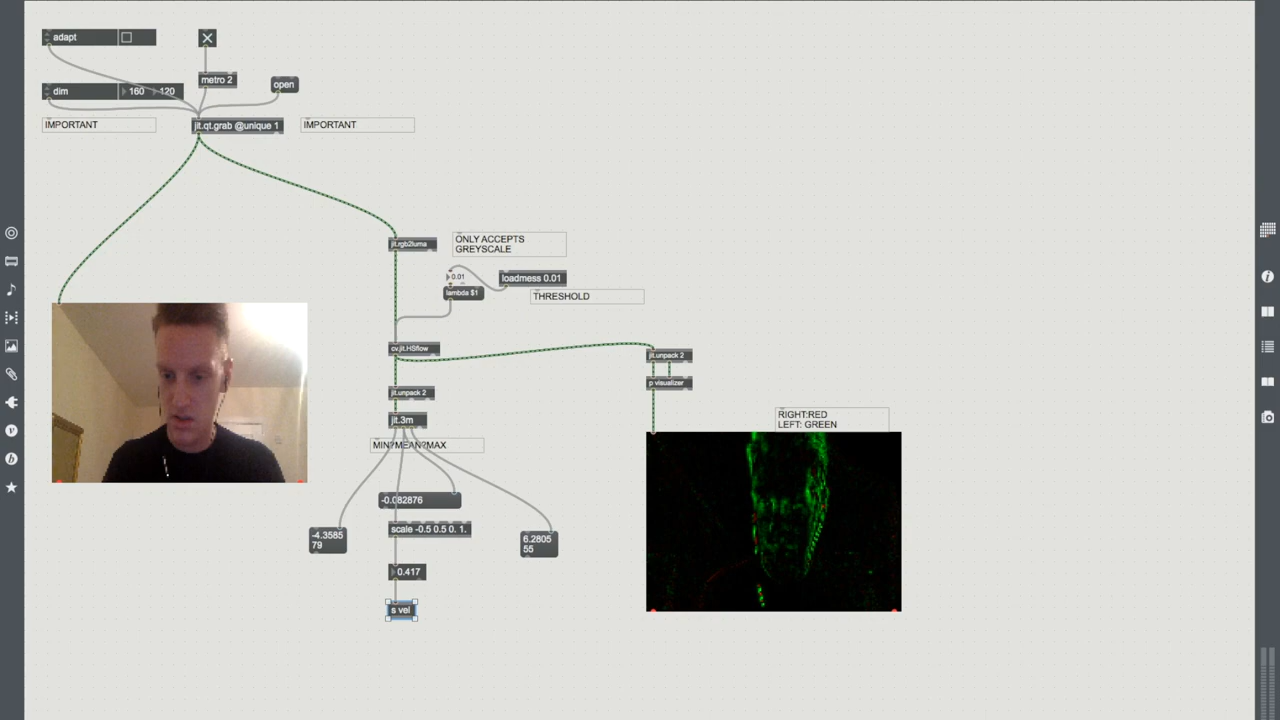 adapt
metro 2
open
dim 160 120
IMPORTANT
jit.qt.grab @unique 1
IMPORTANT
jit.rgb2luma
ONLY ACCEPTS
GREYSCALE
0.01
loadmess 0.01
lambda $1
THRESHOLD
cv.jit.HSflow
jit.unpack 2
jit.unpack 2
p visualizer
jit.3m
RIGHT:RED
LEFT: GREEN
MIN?MEAN?MAX
-0.082876
scale -0.5 0.5 0. 1.
-4.3585
79
6.2805
55
0.417
s vel